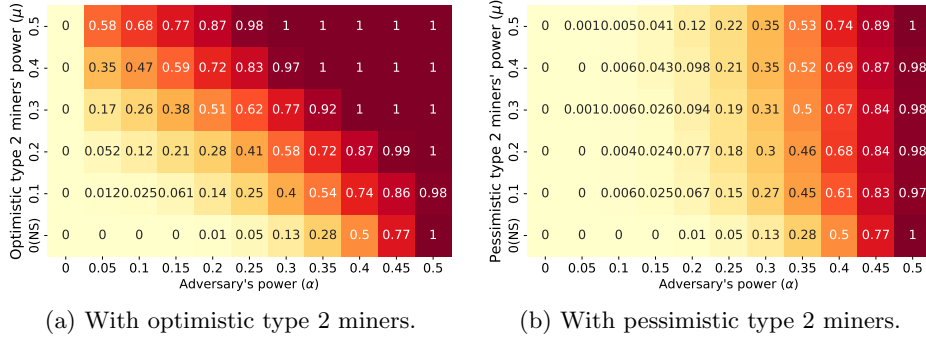 Optimistic type 2 miners' power (μ)
0.5 0 0.58 0.68 0.77 0.87 0.98 1 1 1 1 1
0.4 0 0.35 0.47 0.59 0.72 0.83 0.97 1 1 1 1
0.3 0 0.17 0.26 0.38 0.51 0.62 0.77 0.92 1 1 1
0.2 0 0.052 0.12 0.21 0.28 0.41 0.58 0.72 0.87 0.99 1
0.1 0 0.012 0.025 0.061 0.14 0.25 0.4 0.54 0.74 0.86 0.98
0(NS) 0 0 0 0 0.01 0.05 0.13 0.28 0.5 0.77 1
0 0.05 0.1 0.15 0.2 0.25 0.3 0.35 0.4 0.45 0.5
Adversary's power (α)
(a) With optimistic type 2 miners.
Pessimistic type 2 miners' power (μ)
0.5 0 0.001 0.005 0.041 0.12 0.22 0.35 0.53 0.74 0.89 1
0.4 0 0 0.006 0.043 0.098 0.21 0.35 0.52 0.69 0.87 0.98
0.3 0 0.001 0.006 0.026 0.094 0.19 0.31 0.5 0.67 0.84 0.98
0.2 0 0 0.004 0.024 0.077 0.18 0.3 0.46 0.68 0.84 0.98
0.1 0 0 0.006 0.025 0.067 0.15 0.27 0.45 0.61 0.83 0.97
0(NS) 0 0 0 0 0.01 0.05 0.13 0.28 0.5 0.77 1
0 0.05 0.1 0.15 0.2 0.25 0.3 0.35 0.4 0.45 0.5
Adversary's power (α)
(b) With pessimistic type 2 miners.